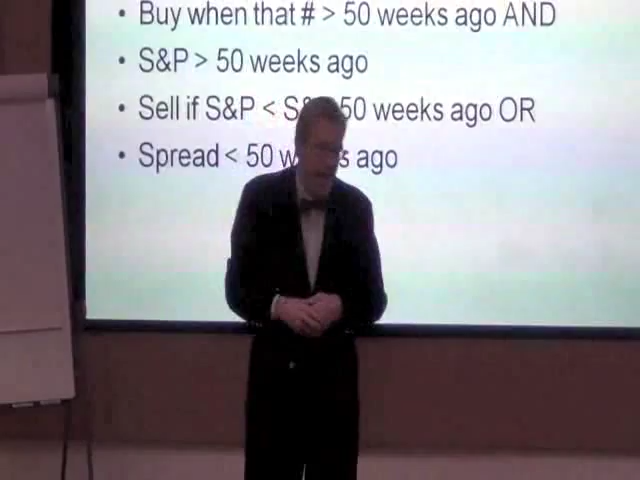 • Buy when that # > 50 weeks ago AND
• S&P > 50 weeks ago
• Sell if S&P < S& 50 weeks ago OR
• Spread < 50 w s ago